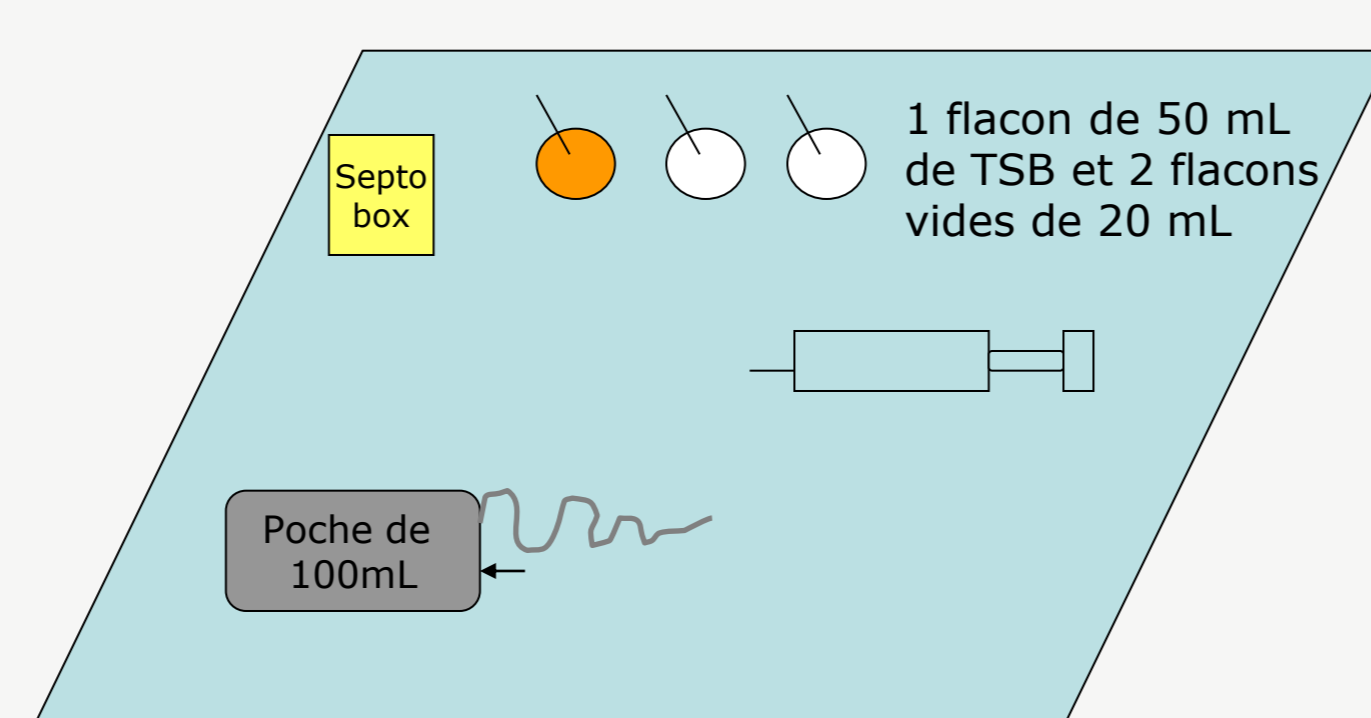 1 flacon de 50 mL
de TSB et 2 flacons
vides de 20 mL
Septo
box
Poche de
100mL